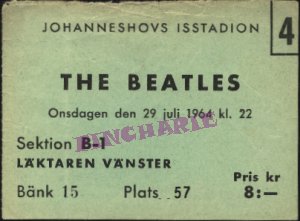 JOHANNESHOVS ISSTADION
4
THE BEATLES
Onsdagen den 29 juli 1964 kl. 22
Sektion B-1
LÄKTAREN VÄNSTER
Pris kr
8:—
Bänk 15 Plats 57